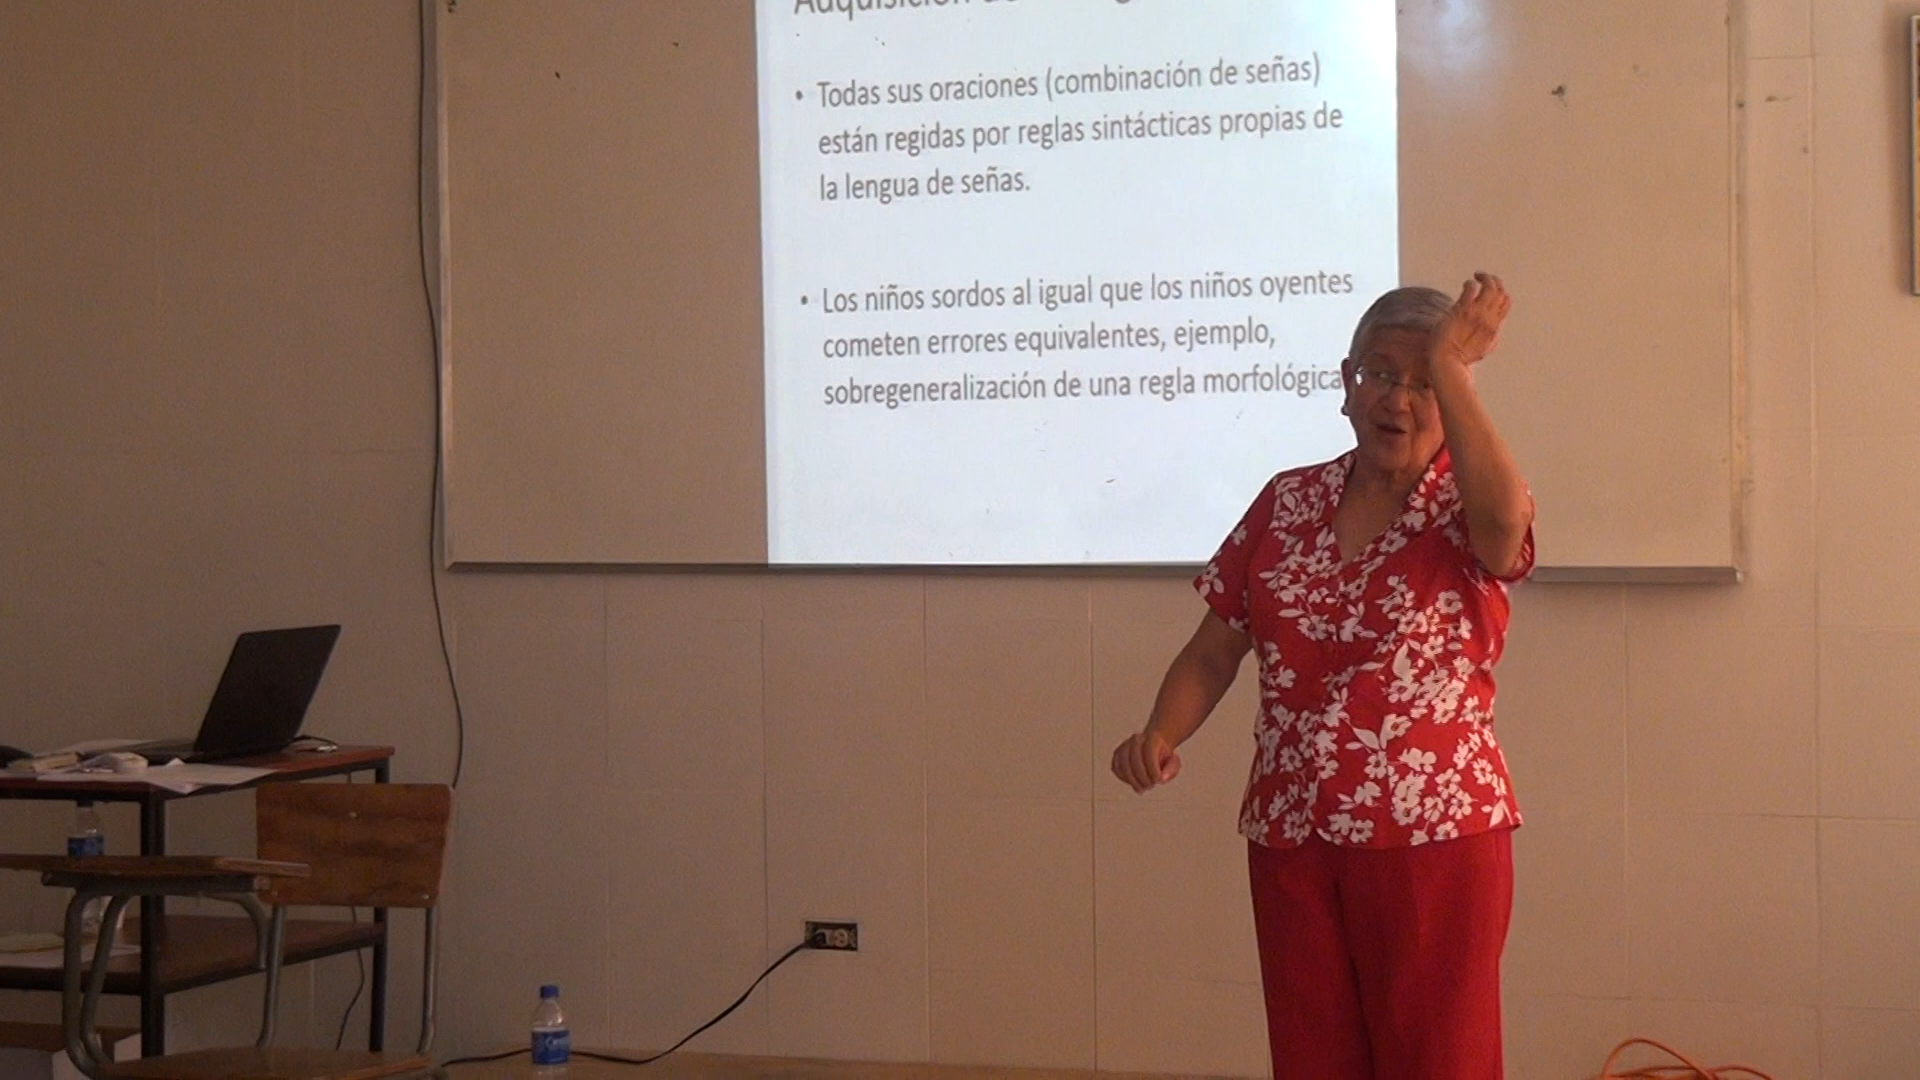 Todas sus oraciones (combinación de señas)
están regidas por reglas sintácticas propias de
la lengua de señas.
Los niños sordos al igual que los niños oyentes
cometen errores equivalentes, ejemplo,
sobregeneralización de una regla morfológica